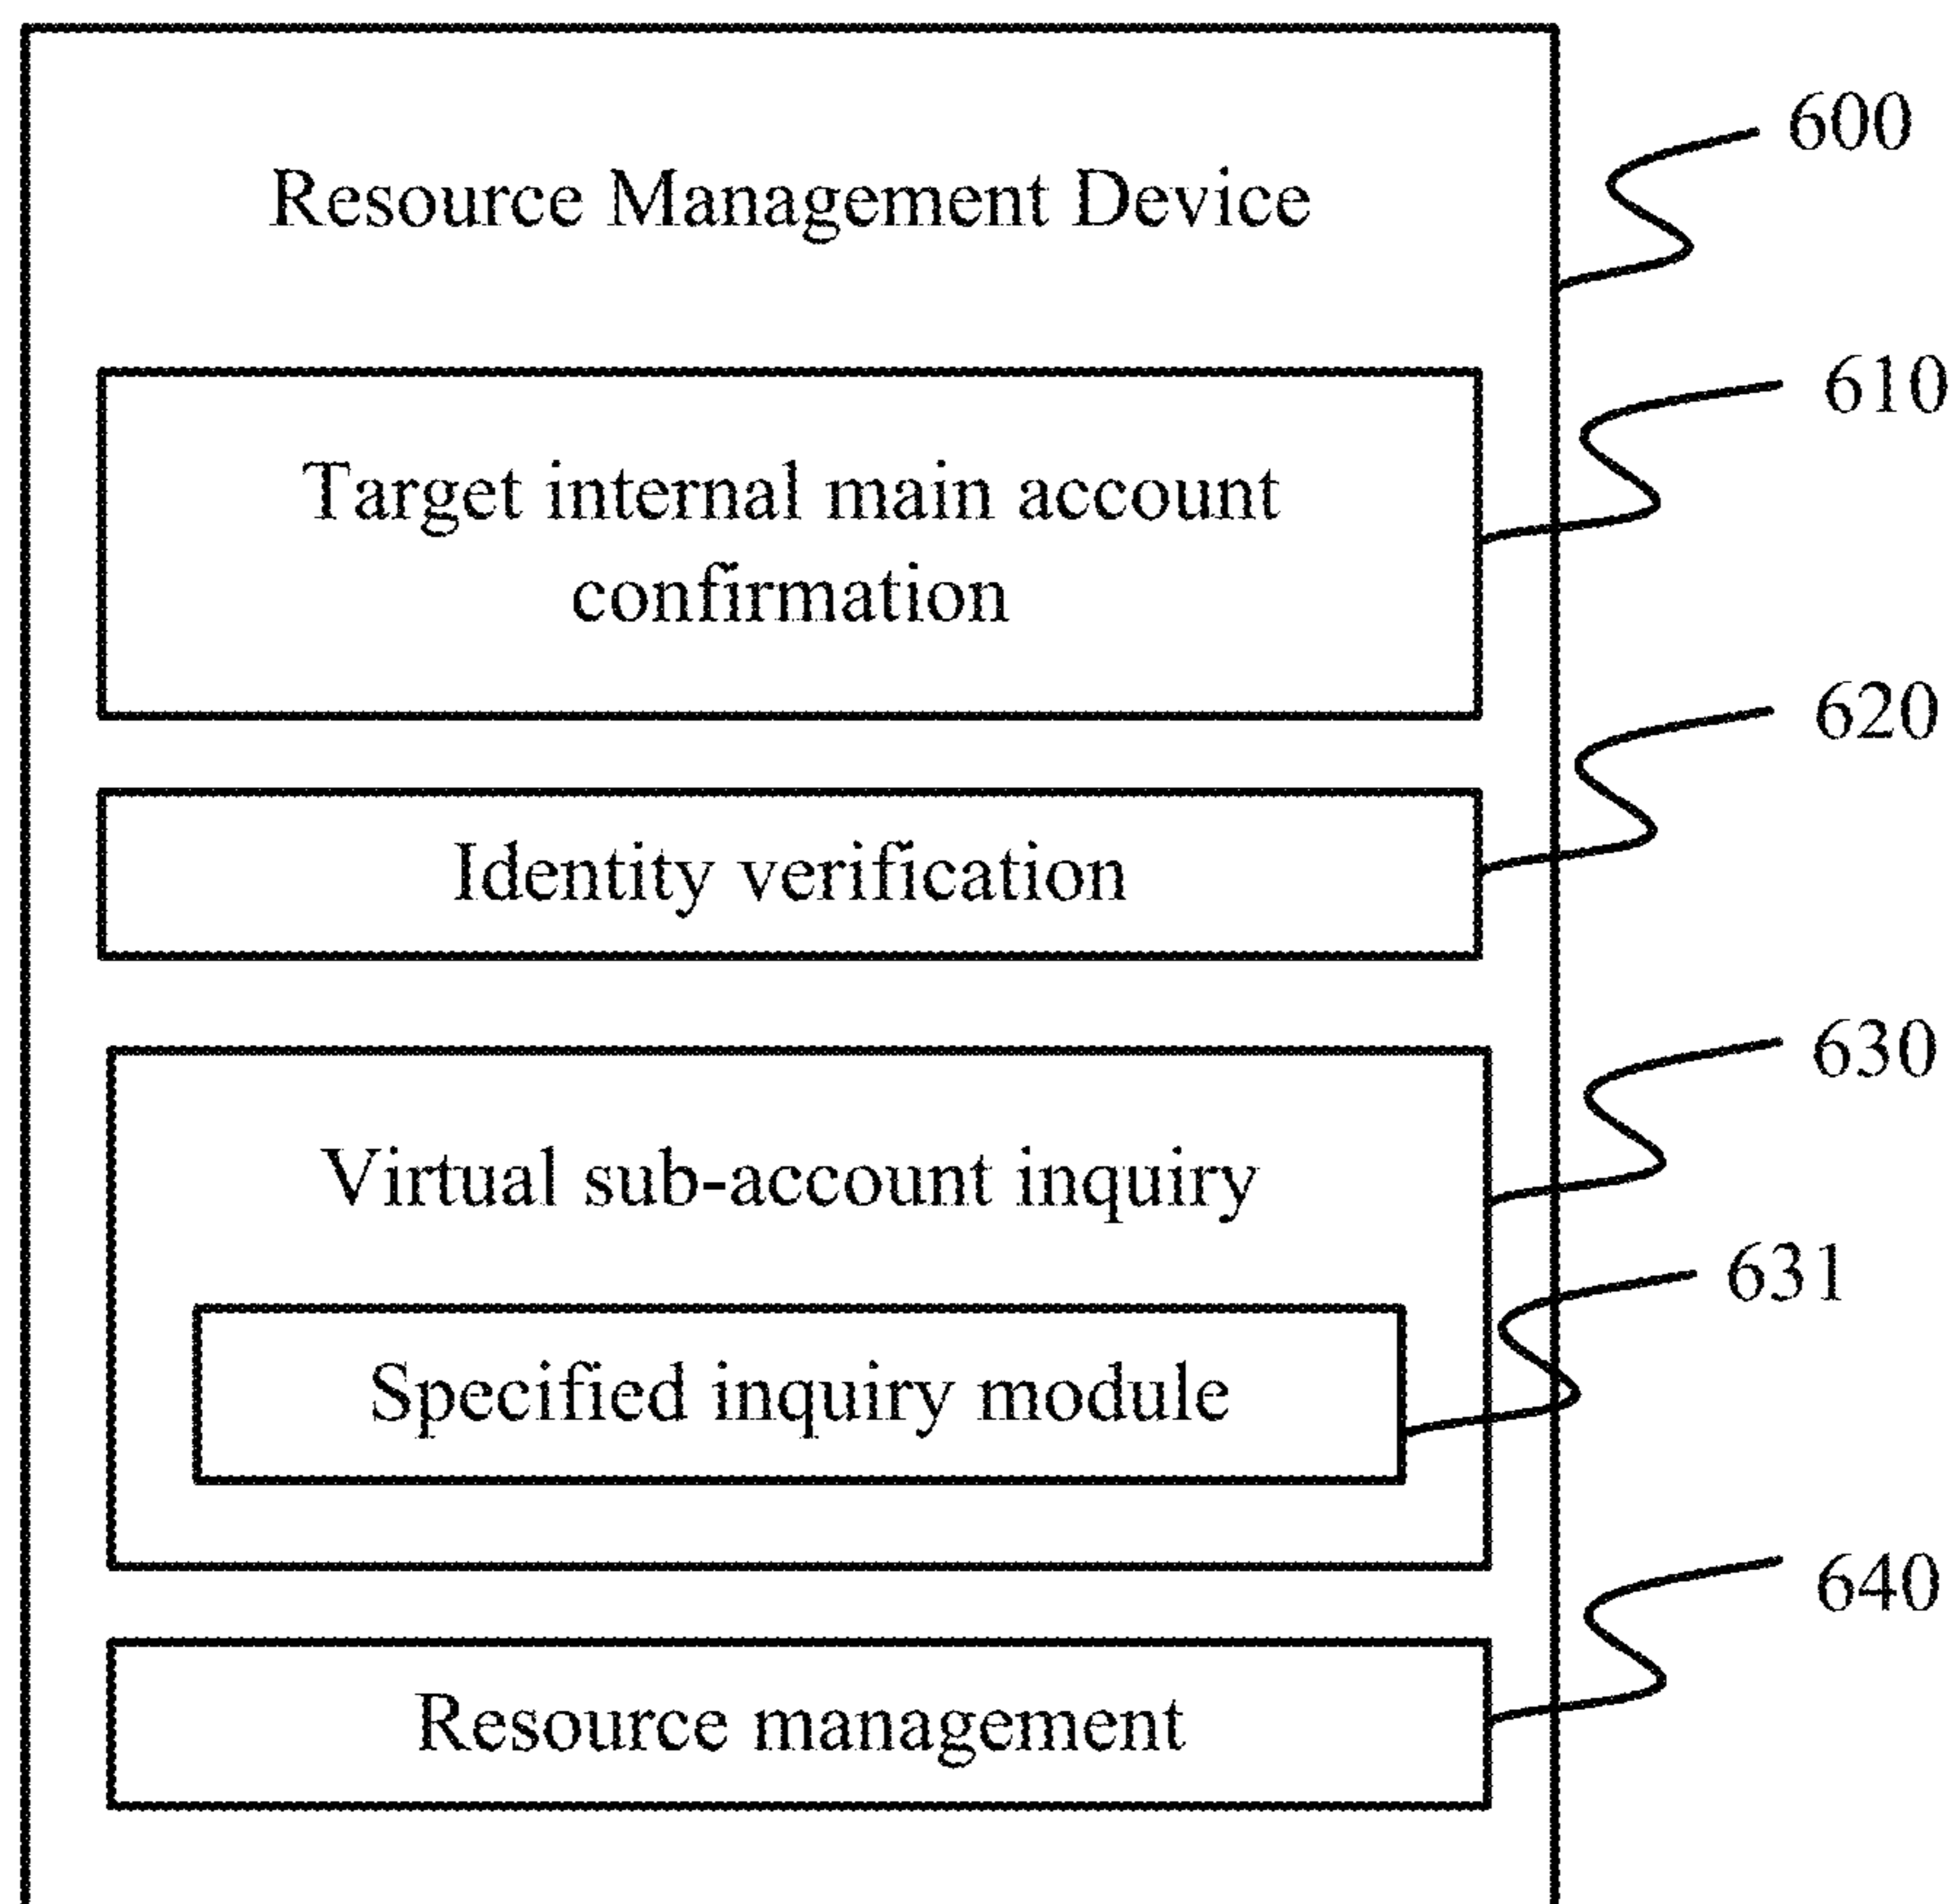 600
Resource Management Device
610
Target internal main account
confirmation
620
Identity verification
630
Virtual sub-account inquiry
631
Specified inquiry module
640
Resource management